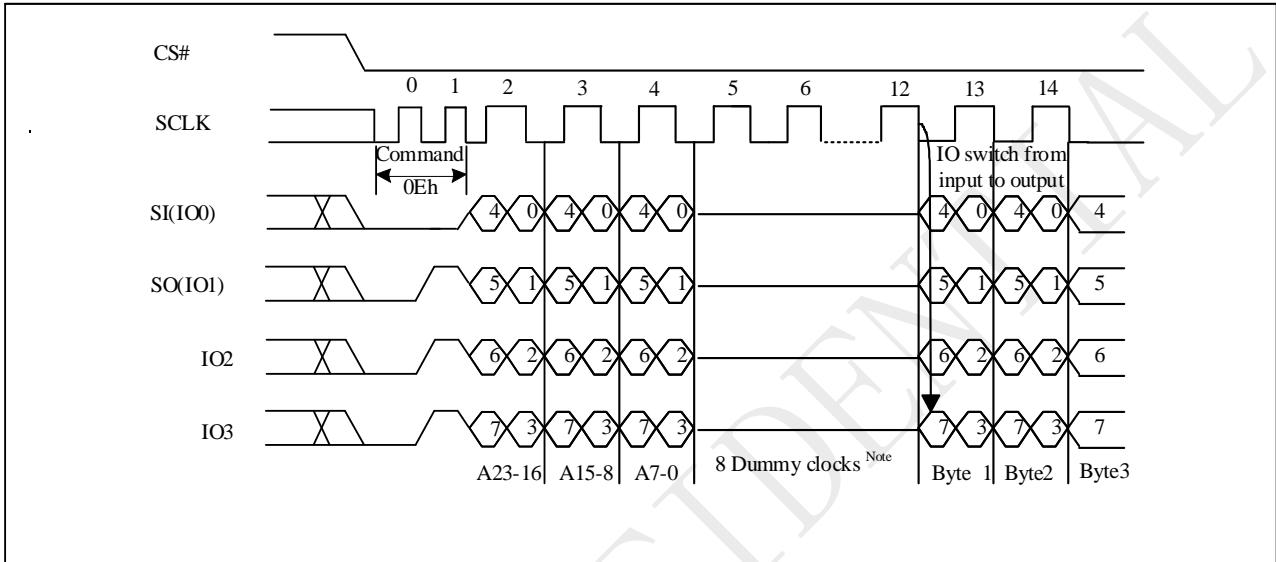 CS#
0 1 2 3 4 5 6 12 13 14
SCLK
Command
0Eh
IO switch from
input to output
SI(IO0) 4 0 4 0 4 0 4 0 4 0 4
SO(IO1) 5 1 5 1 5 1 5 1 5 1 5
IO2 6 2 6 2 6 2 6 2 6 2 6
IO3 7 3 7 3 7 3 7 3 7 3 7
A23-16 A15-8 A7-0 8 Dummy clocks Note Byte 1 Byte2 Byte3
IDENTIAL